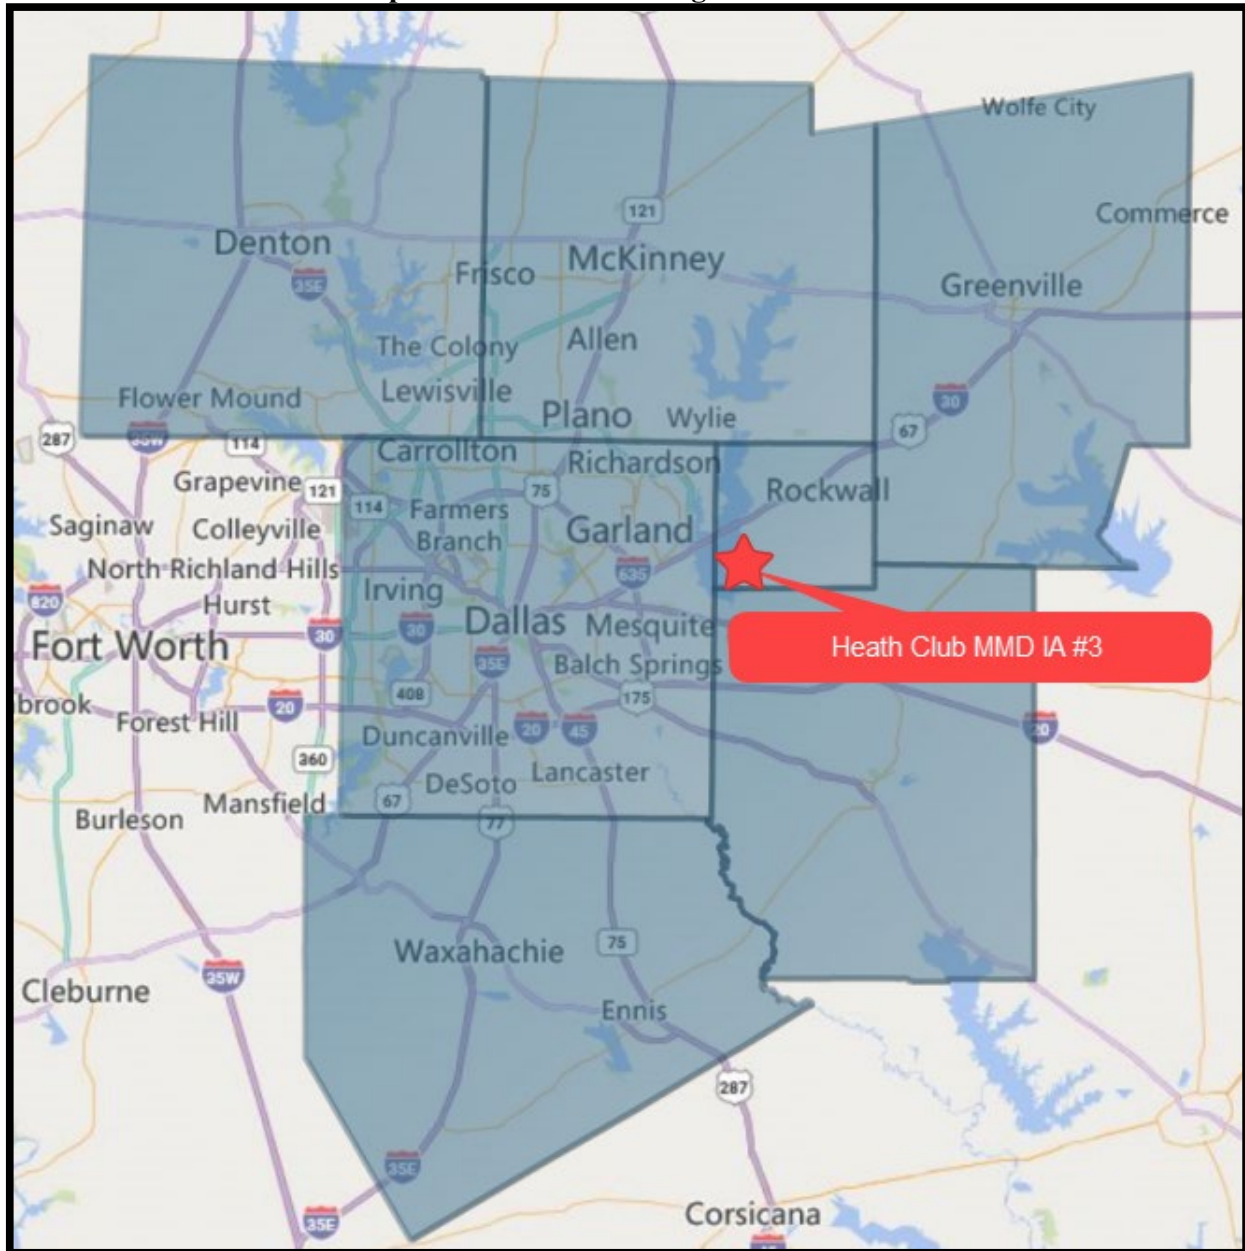 Wolfe City
121
Commerce
Denton
McKinney
Frisco
35E
Greenville
Allen
The Colony
Lewisville
Flower Mound
30
Plano
Wylie
67
287
35W
114
Carrollton
Richardson
Grapevine
121
75
Rockwall
114
Farmers
Branch
Saginaw
Colleyville
Garland
North Richland Hills
635
Irving
820
Hurst
30
30
Dallas
Mesquite
Fort Worth
35E
Balch Springs
Heath Club MMD IA #3
408
175
20
brook
Forest Hill
Duncanville
20
45
20
360
DeSoto
Lancaster
Mansfield
67
Burleson
77
Waxahachie
75
35W
Cleburne
Ennis
287
35E
35E
Corsicana